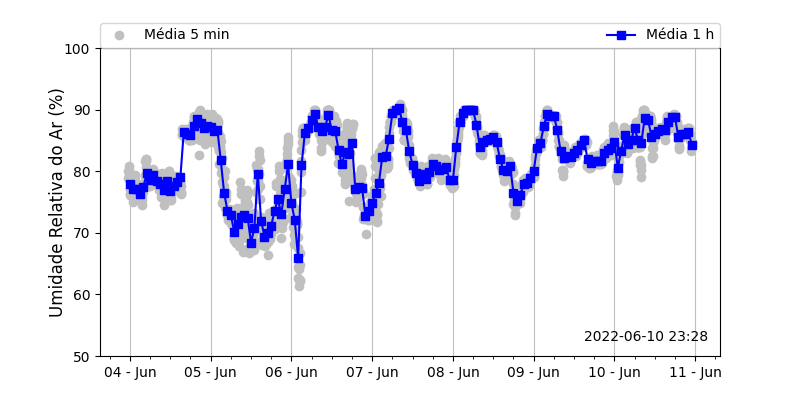 Média 5 min
Média 1 h
Umidade Relativa do Ar (%)
100
90
80
70
60
50
2022-06-10 23:28
04 - Jun
05 - Jun
06 - Jun
07 - Jun
08 - Jun
09 - Jun
10 - Jun
11 - Jun